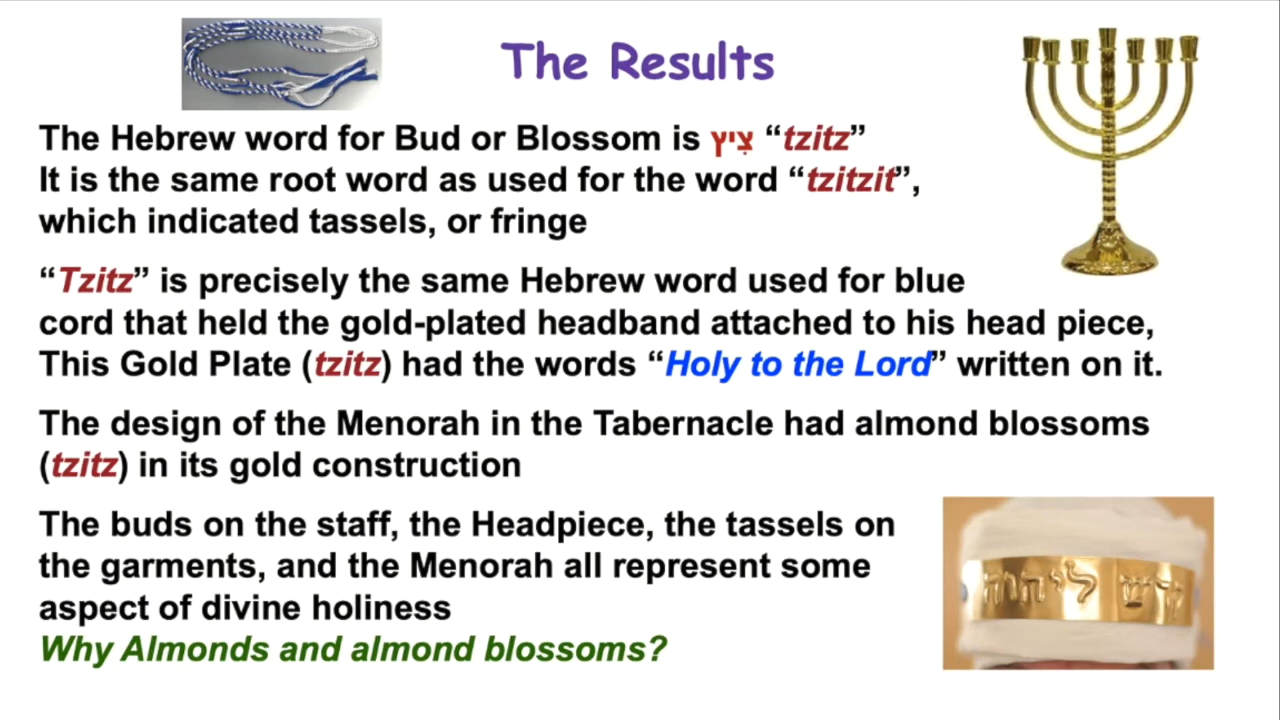 The Results
The Hebrew word for Bud or Blossom is צִיץ “tzitz”
It is the same root word as used for the word “tzitzit”,
which indicated tassels, or fringe
“Tzitz” is precisely the same Hebrew word used for blue
cord that held the gold-plated headband attached to his head piece,
This Gold Plate (tzitz) had the words “Holy to the Lord” written on it.
The design of the Menorah in the Tabernacle had almond blossoms
(tzitz) in its gold construction
The buds on the staff, the Headpiece, the tassels on
the garments, and the Menorah all represent some
aspect of divine holiness
Why Almonds and almond blossoms?
ליהוה